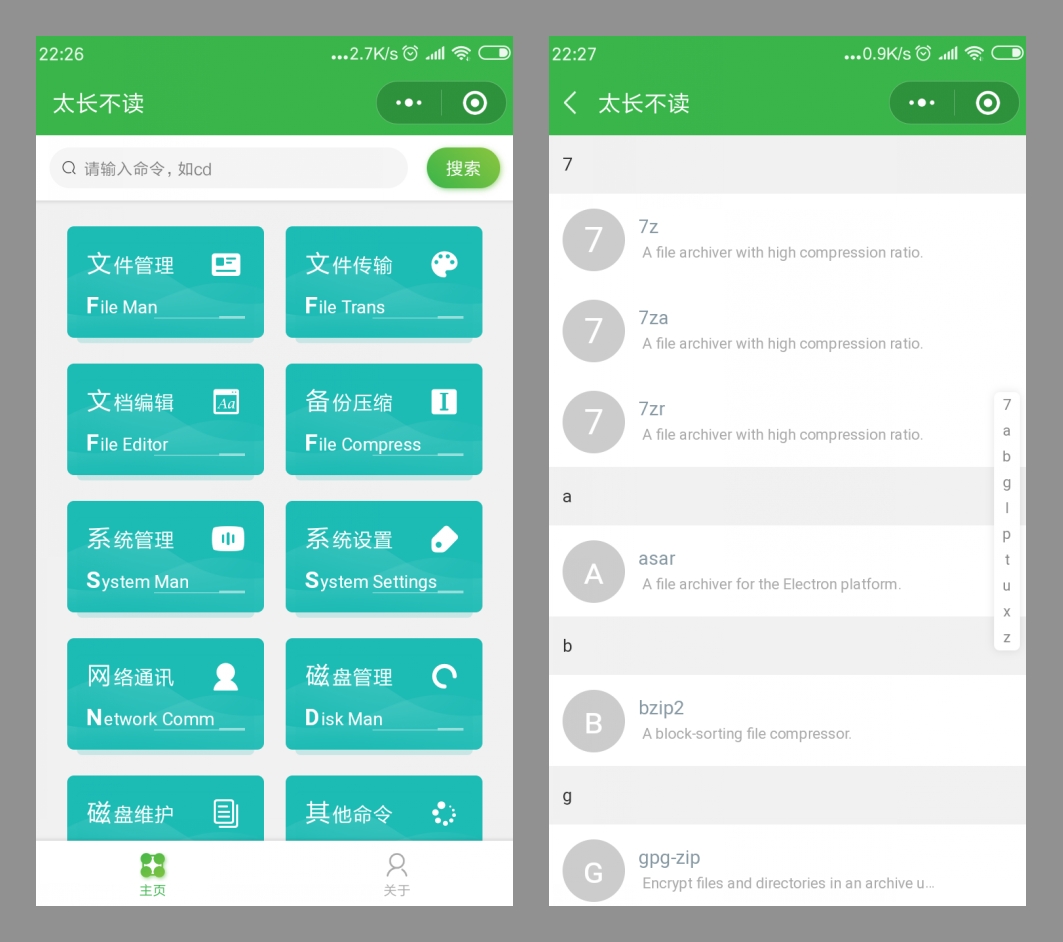 22:26
...2.7K/s
太长不读
请输入命令，如cd
搜索
文件管理
File Man
文件传输
File Trans
文档编辑
File Editor
备份压缩
File Compress
系统管理
System Man
系统设置
System Settings
网络通讯
Network Comm
磁盘管理
Disk Man
磁盘维护
其他命令
主页
关于
22:27
...0.9K/s
太长不读
7
7
7z
A file archiver with high compression ratio.
7
7za
A file archiver with high compression ratio.
7
7zr
A file archiver with high compression ratio.
a
A
asar
A file archiver for the Electron platform.
b
B
bzip2
A block-sorting file compressor.
g
G
gpg-zip
Encrypt files and directories in an archive u...
7
a
b
g
l
p
t
u
x
z